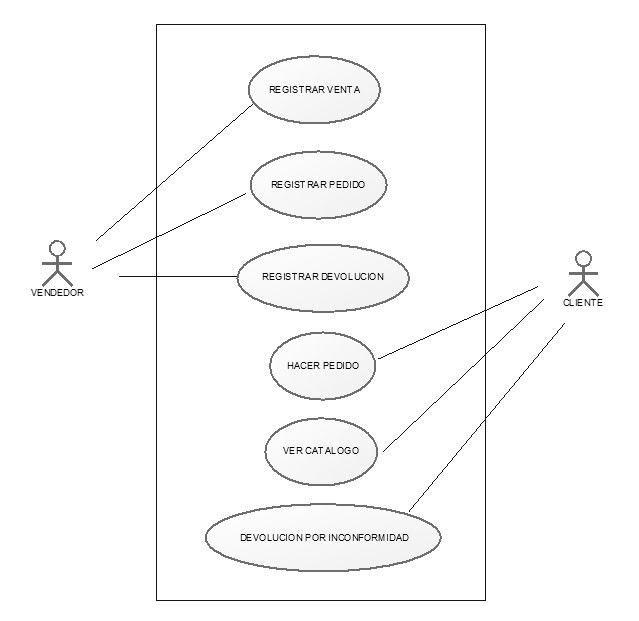 REGISTRAR VENTA
REGISTRAR PEDIDO
REGISTRAR DEVOLUCION
VENDEDOR
CLIENTE
HACER PEDIDO
VER CATALOGO
DEVOLUCION POR INCONFORMIDAD